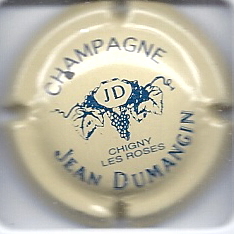 CHAMPAGNE
JD
CHIGNY
LES ROSES
JEAN DUMANGIN